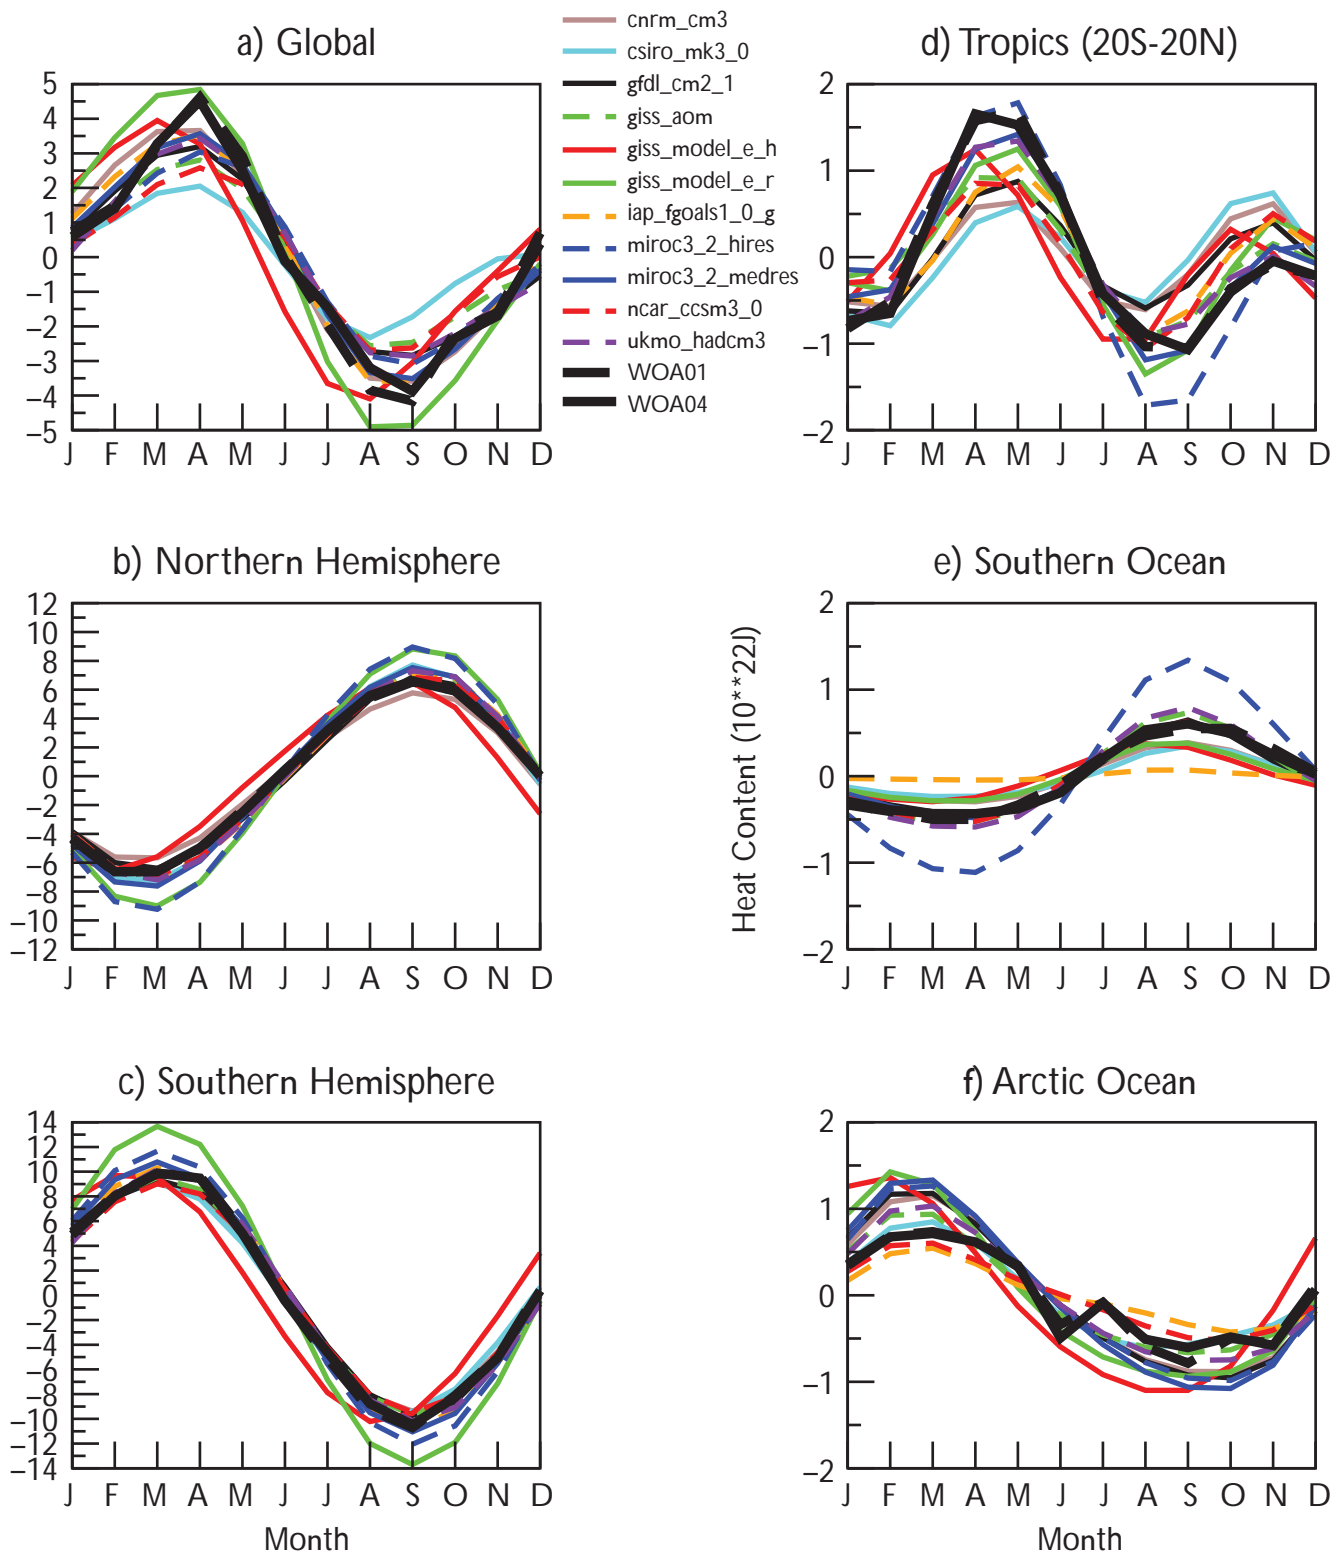 a) Global
5
4
3
2
1
0
−1
−2
−3
−4
−5
J F M A M J J A S O N D
cnrm_cm3
csiro_mk3_0
gfdl_cm2_1
giss_aom
giss_model_e_h
giss_model_e_r
iap_fgoals1_0_g
miroc3_2_hires
miroc3_2_medres
ncar_ccsm3_0
ukmo_hadcm3
WOA01
WOA04
d) Tropics (20S-20N)
2
1
0
−1
−2
J F M A M J J A S O N D
b) Northern Hemisphere
12
10
8
6
4
2
0
−2
−4
−6
−8
−10
−12
J F M A M J J A S O N D
e) Southern Ocean
Heat Content (10**22J)
2
1
0
−1
−2
J F M A M J J A S O N D
c) Southern Hemisphere
14
12
10
8
6
4
2
0
−2
−4
−6
−8
−10
−12
−14
J F M A M J J A S O N D
Month
f) Arctic Ocean
2
1
0
−1
−2
J F M A M J J A S O N D
Month